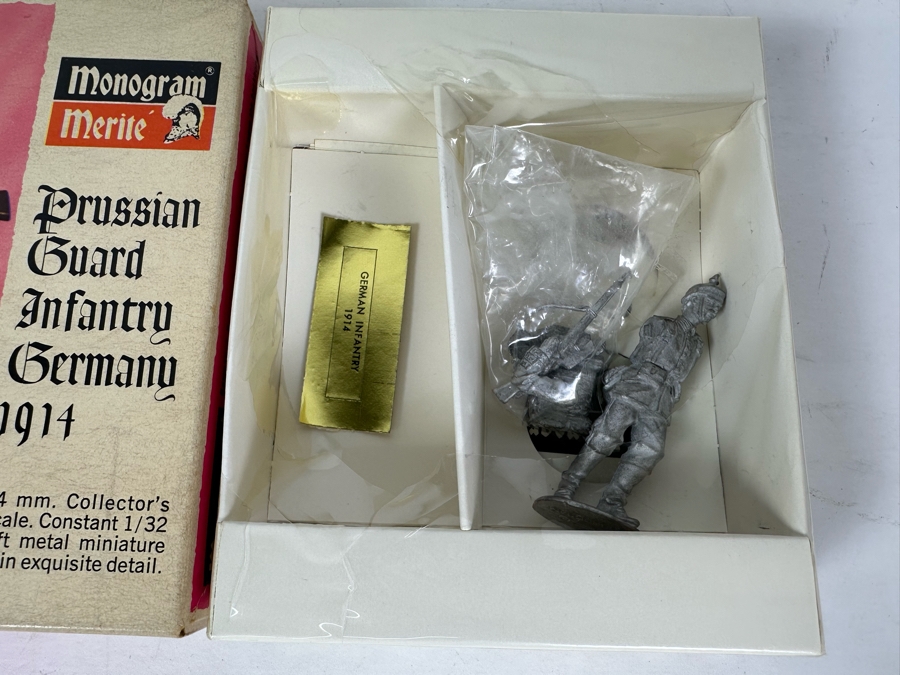 Monogram®
Merité
Prussian
Guard
Infantry
Germany
1914
4 mm. Collector's
cale. Constant 1/32
ft metal miniature
in exquisite detail.
GERMAN INFANTRY
1914